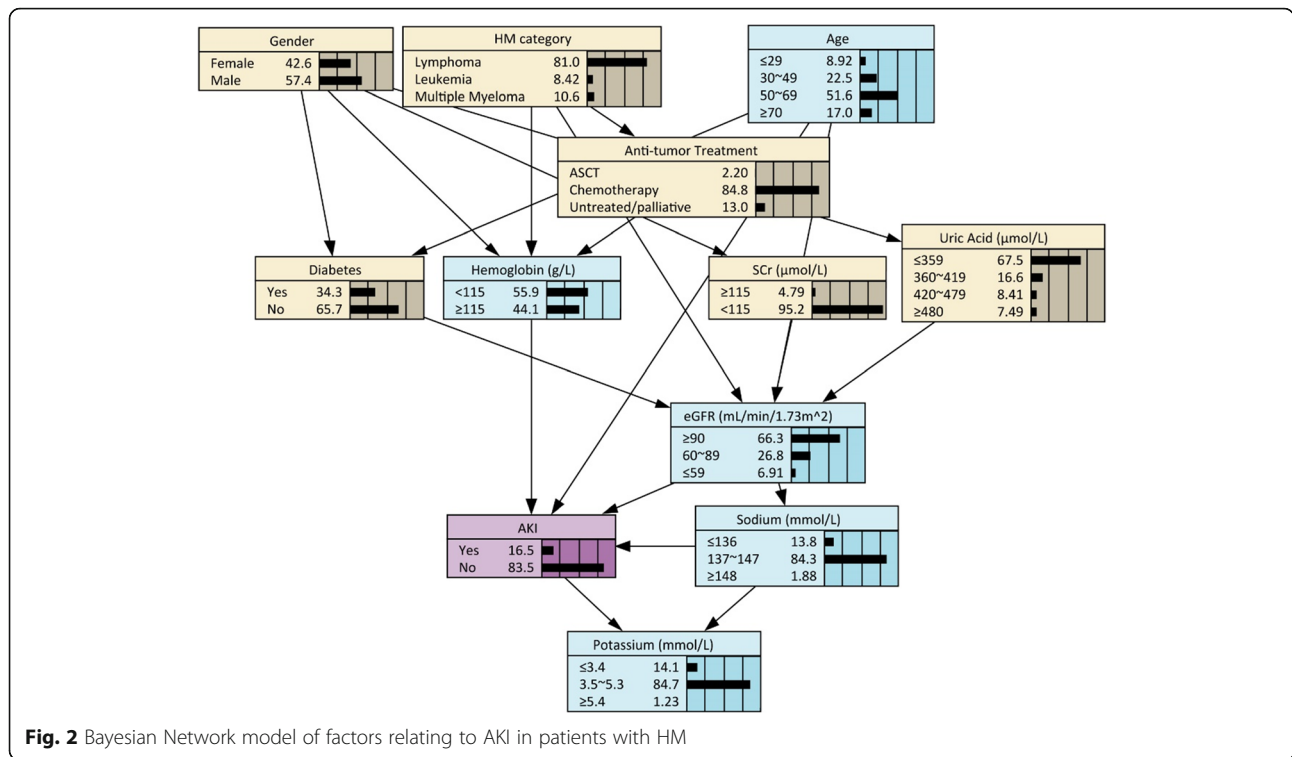 Gender
Female 42.6
Male 57.4
HM category
Lymphoma 81.0
Leukemia 8.42
Multiple Myeloma 10.6
Age
≤29 8.92
30~49 22.5
50~69 51.6
≥70 17.0
Anti-tumor Treatment
ASCT 2.20
Chemotherapy 84.8
Untreated/palliative 13.0
Diabetes
Yes 34.3
No 65.7
Hemoglobin (g/L)
<115 55.9
≥115 44.1
SCr (μmol/L)
≥115 4.79
<115 95.2
Uric Acid (μmol/L)
≤359 67.5
360~419 16.6
420~479 8.41
≥480 7.49
eGFR (mL/min/1.73m^2)
≥90 66.3
60~89 26.8
≤59 6.91
AKI
Yes 16.5
No 83.5
Sodium (mmol/L)
≤136 13.8
137~147 84.3
≥148 1.88
Potassium (mmol/L)
≤3.4 14.1
3.5~5.3 84.7
≥5.4 1.23
Fig. 2 Bayesian Network model of factors relating to AKI in patients with HM